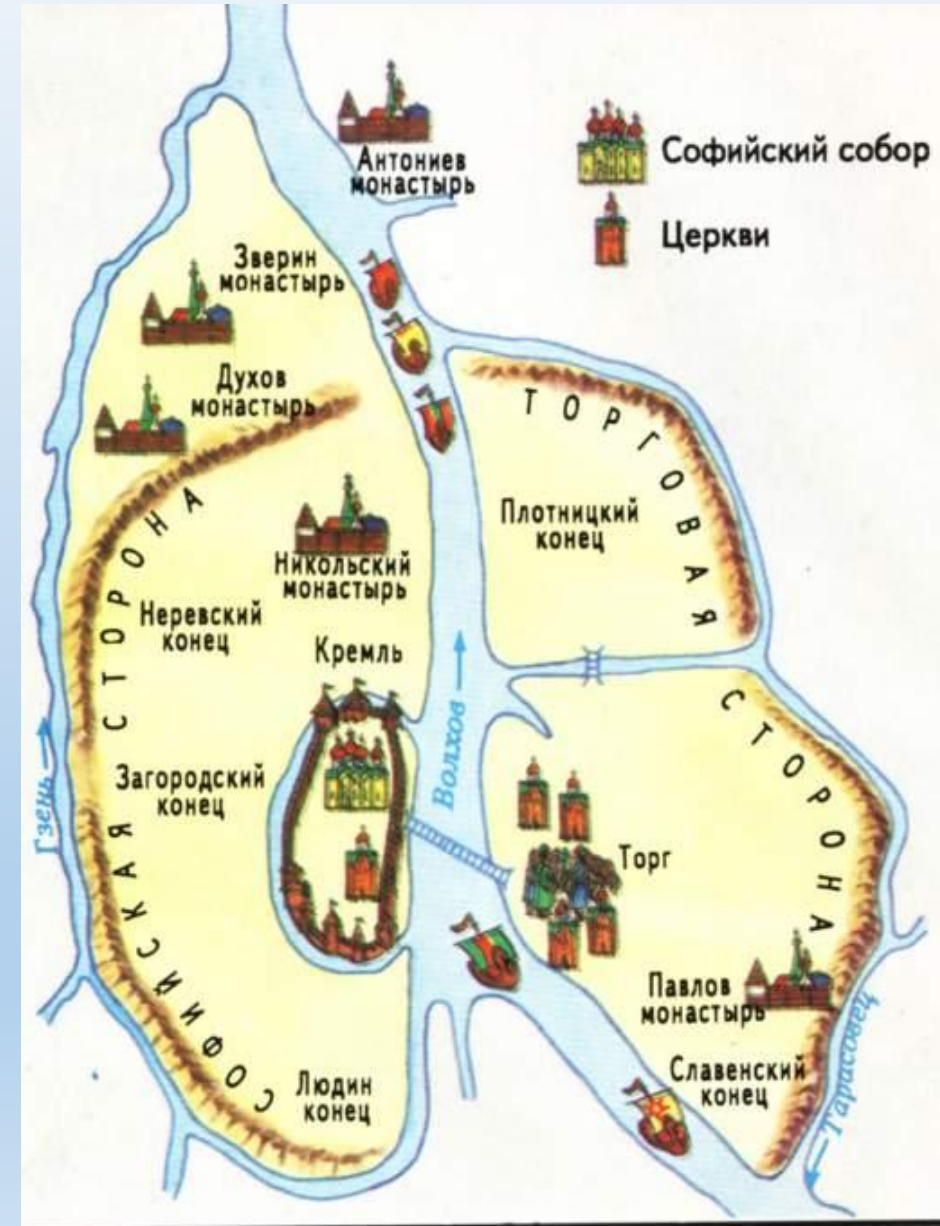 Антониев
монастырь
Софийский собор
Церкви
Зверин
монастырь
Духов
монастырь
ТОРГОВАЯ
СТОРОНА
Плотницкий
конец
Никольский
монастырь
СОФИЙСКАЯ СТОРОНА
Неревский
конец
Кремль
Волхов
Загородский
конец
Гзень
Торг
Павлов
монастырь
Славенский
конец
Тарасовец
Людин
конец